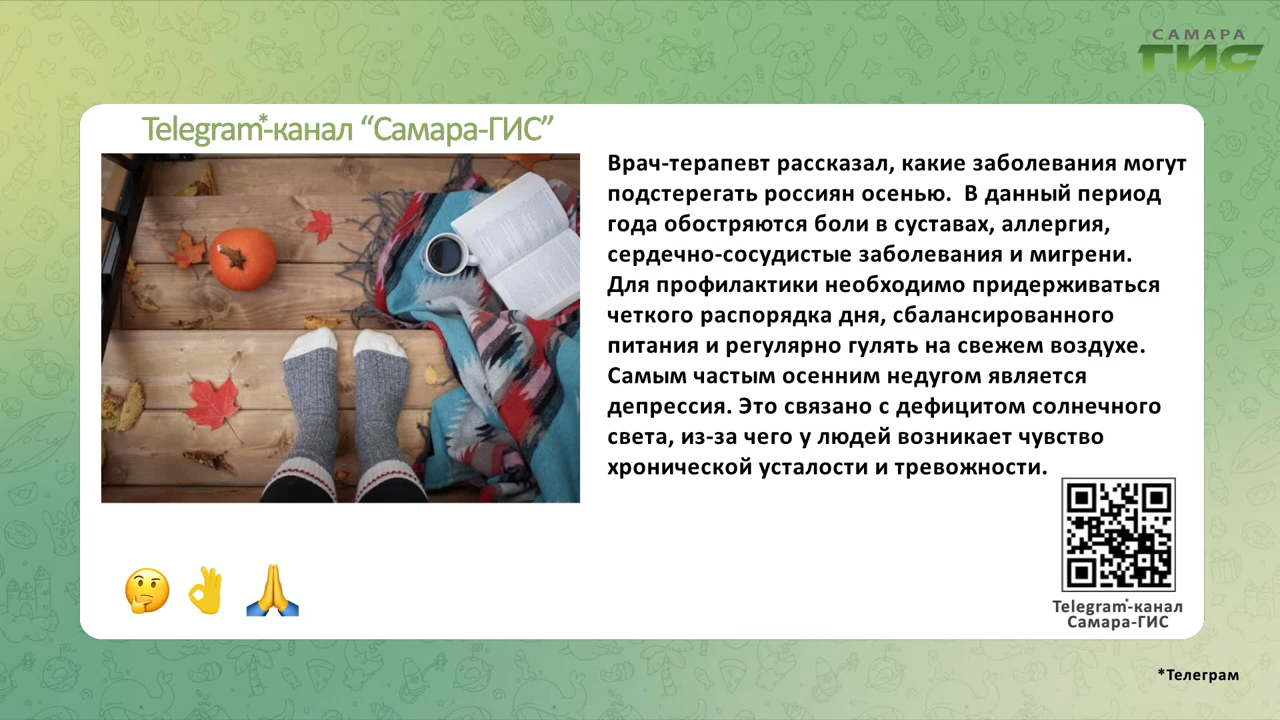 САМАРА
ГИС
Telegram*-канал “Самара-ГИС”
Врач-терапевт рассказал, какие заболевания могут
подстерегать россиян осенью.  В данный период
года обостряются боли в суставах, аллергия,
сердечно-сосудистые заболевания и мигрени.
Для профилактики необходимо придерживаться
четкого распорядка дня, сбалансированного
питания и регулярно гулять на свежем воздухе.
Самым частым осенним недугом является
депрессия. Это связано с дефицитом солнечного
света, из-за чего у людей возникает чувство
хронической усталости и тревожности.
Telegram*-канал
Самара-ГИС
*Телеграм